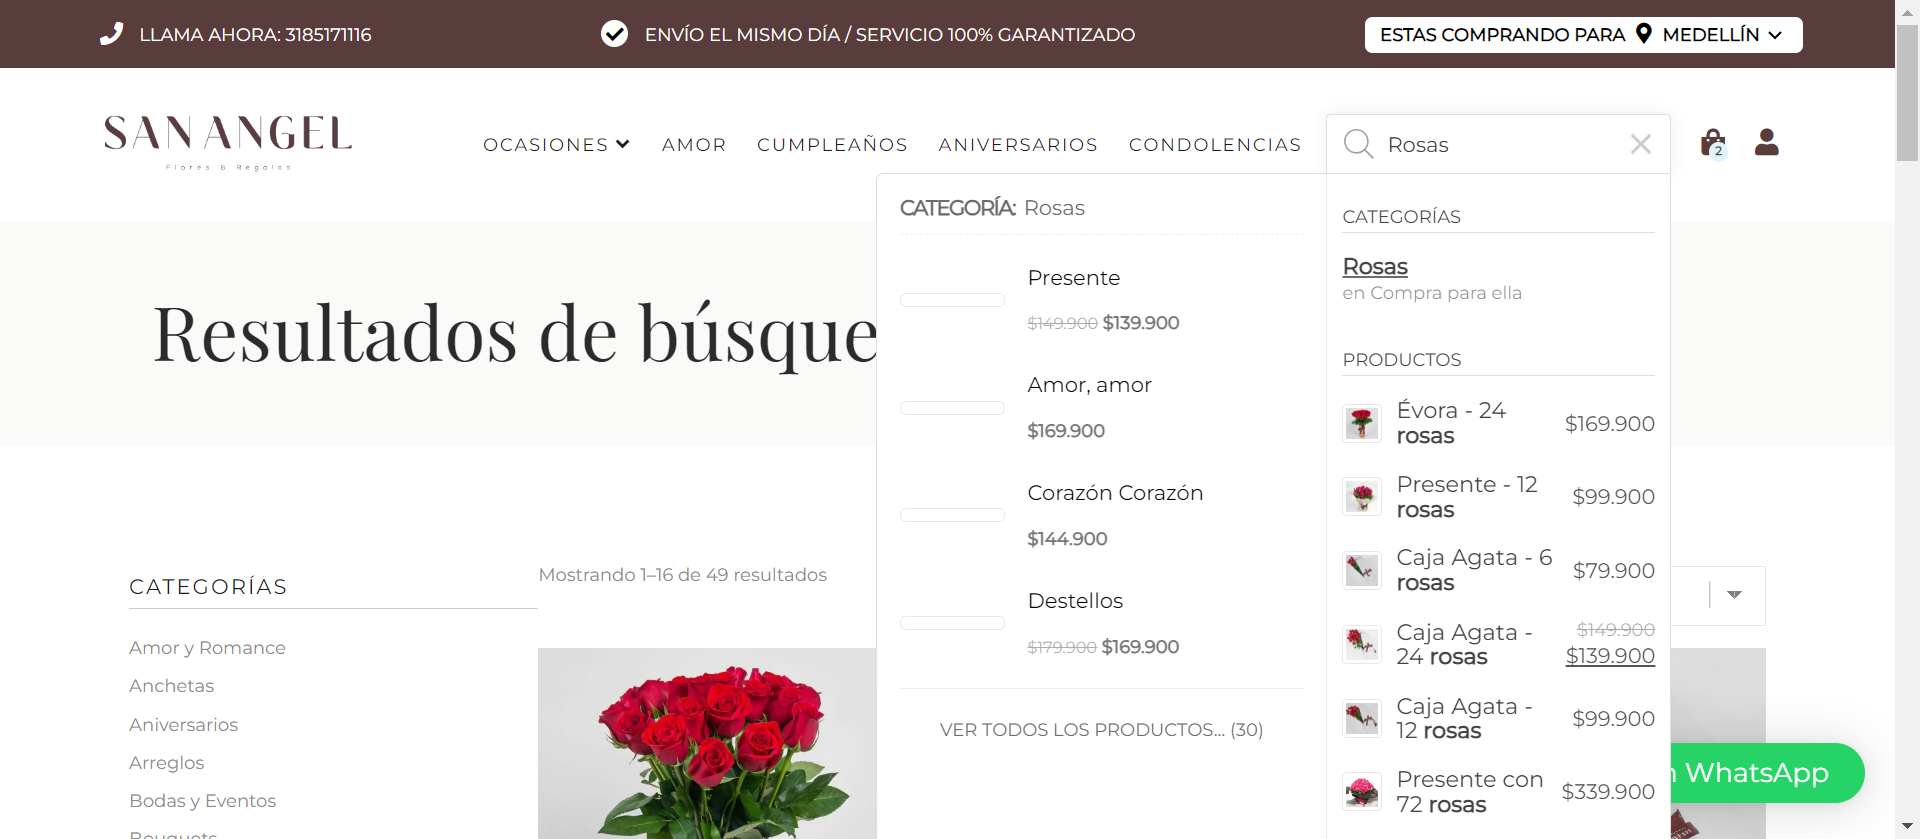 LLAMA AHORA: 3185171116
ENVÍO EL MISMO DÍA / SERVICIO 100% GARANTIZADO
ESTAS COMPRANDO PARA MEDELLÍN
SAN ANGEL
Flores & Regalos
OCASIONES
AMOR
CUMPLEAÑOS
ANIVERSARIOS
CONDOLENCIAS
Rosas
2
Resultados de búsque
CATEGORÍA: Rosas
Presente
$149.900 $139.900
Amor, amor
$169.900
Corazón Corazón
$144.900
Destellos
$179.900 $169.900
VER TODOS LOS PRODUCTOS... (30)
CATEGORÍAS
Rosas
en Compra para ella
PRODUCTOS
Évora - 24
rosas
$169.900
Presente - 12
rosas
$99.900
Caja Agata - 6
rosas
$79.900
Caja Agata -
24 rosas
$149.900
$139.900
Caja Agata -
12 rosas
$99.900
Presente con
72 rosas
$339.900
CATEGORÍAS
Amor y Romance
Anchetas
Aniversarios
Arreglos
Bodas y Eventos
Bouquets
Mostrando 1–16 de 49 resultados
WhatsApp